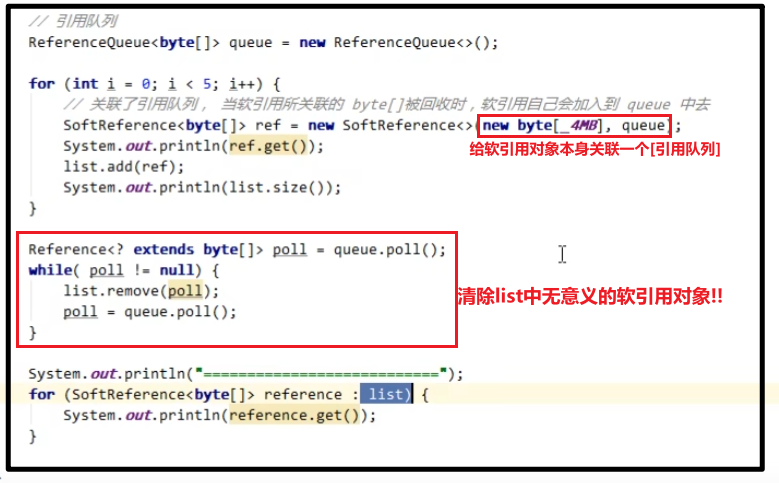 // 引用队列
ReferenceQueue<byte[]> queue = new ReferenceQueue<>();
for (int i = 0; i < 5; i++) {
// 关联了引用队列， 当软引用所关联的 byte[]被回收时，软引用自己会加入到 queue 中去
SoftReference<byte[]> ref = new SoftReference<>(new byte[_4MB], queue);
System.out.println(ref.get());
给软引用对象本身关联一个[引用队列]
list.add(ref);
System.out.println(list.size());
}
Reference<? extends byte[]> poll = queue.poll();
while( poll != null) {
list.remove(poll);
清除list中无意义的软引用对象!!
poll = queue.poll();
}
System.out.println("===========================");
for (SoftReference<byte[]> reference : list) {
System.out.println(reference.get());
}